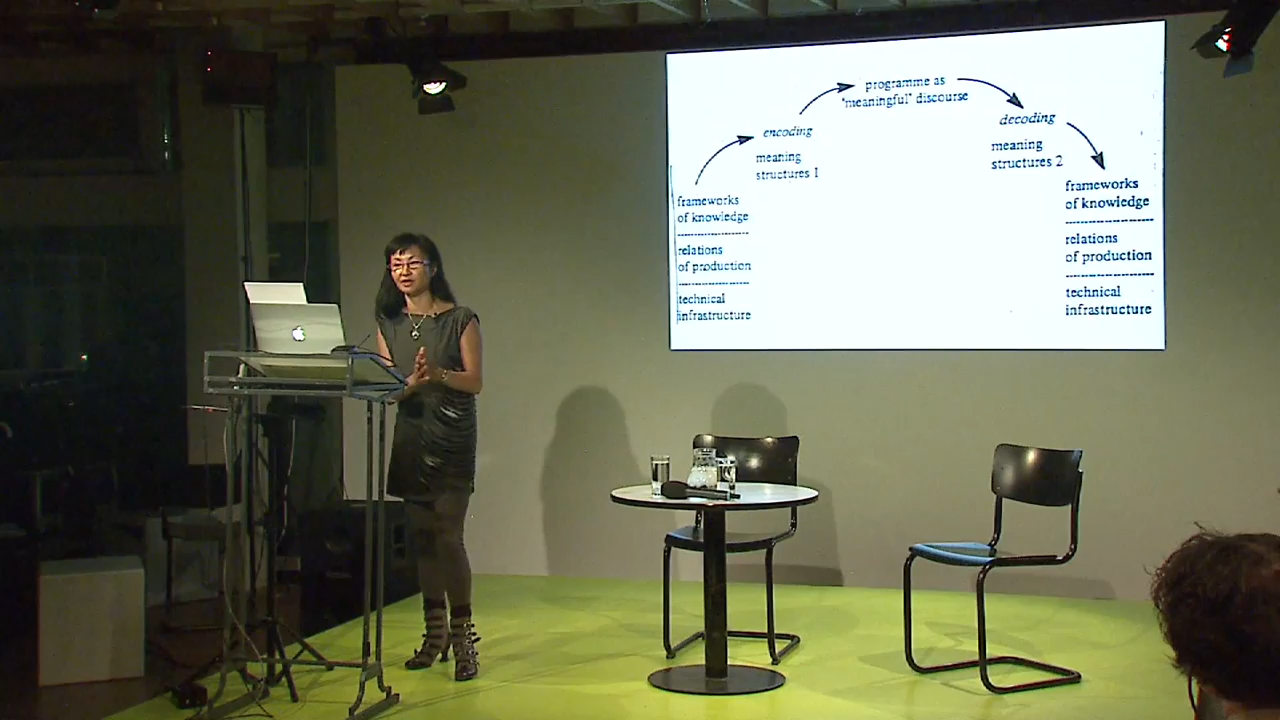 programme as
'meaningful' discourse
encoding
meaning
structures 1
decoding
meaning
structures 2
frameworks
of knowledge
relations
of production
technical
infrastructure
frameworks
of knowledge
relations
of production
technical
infrastructure